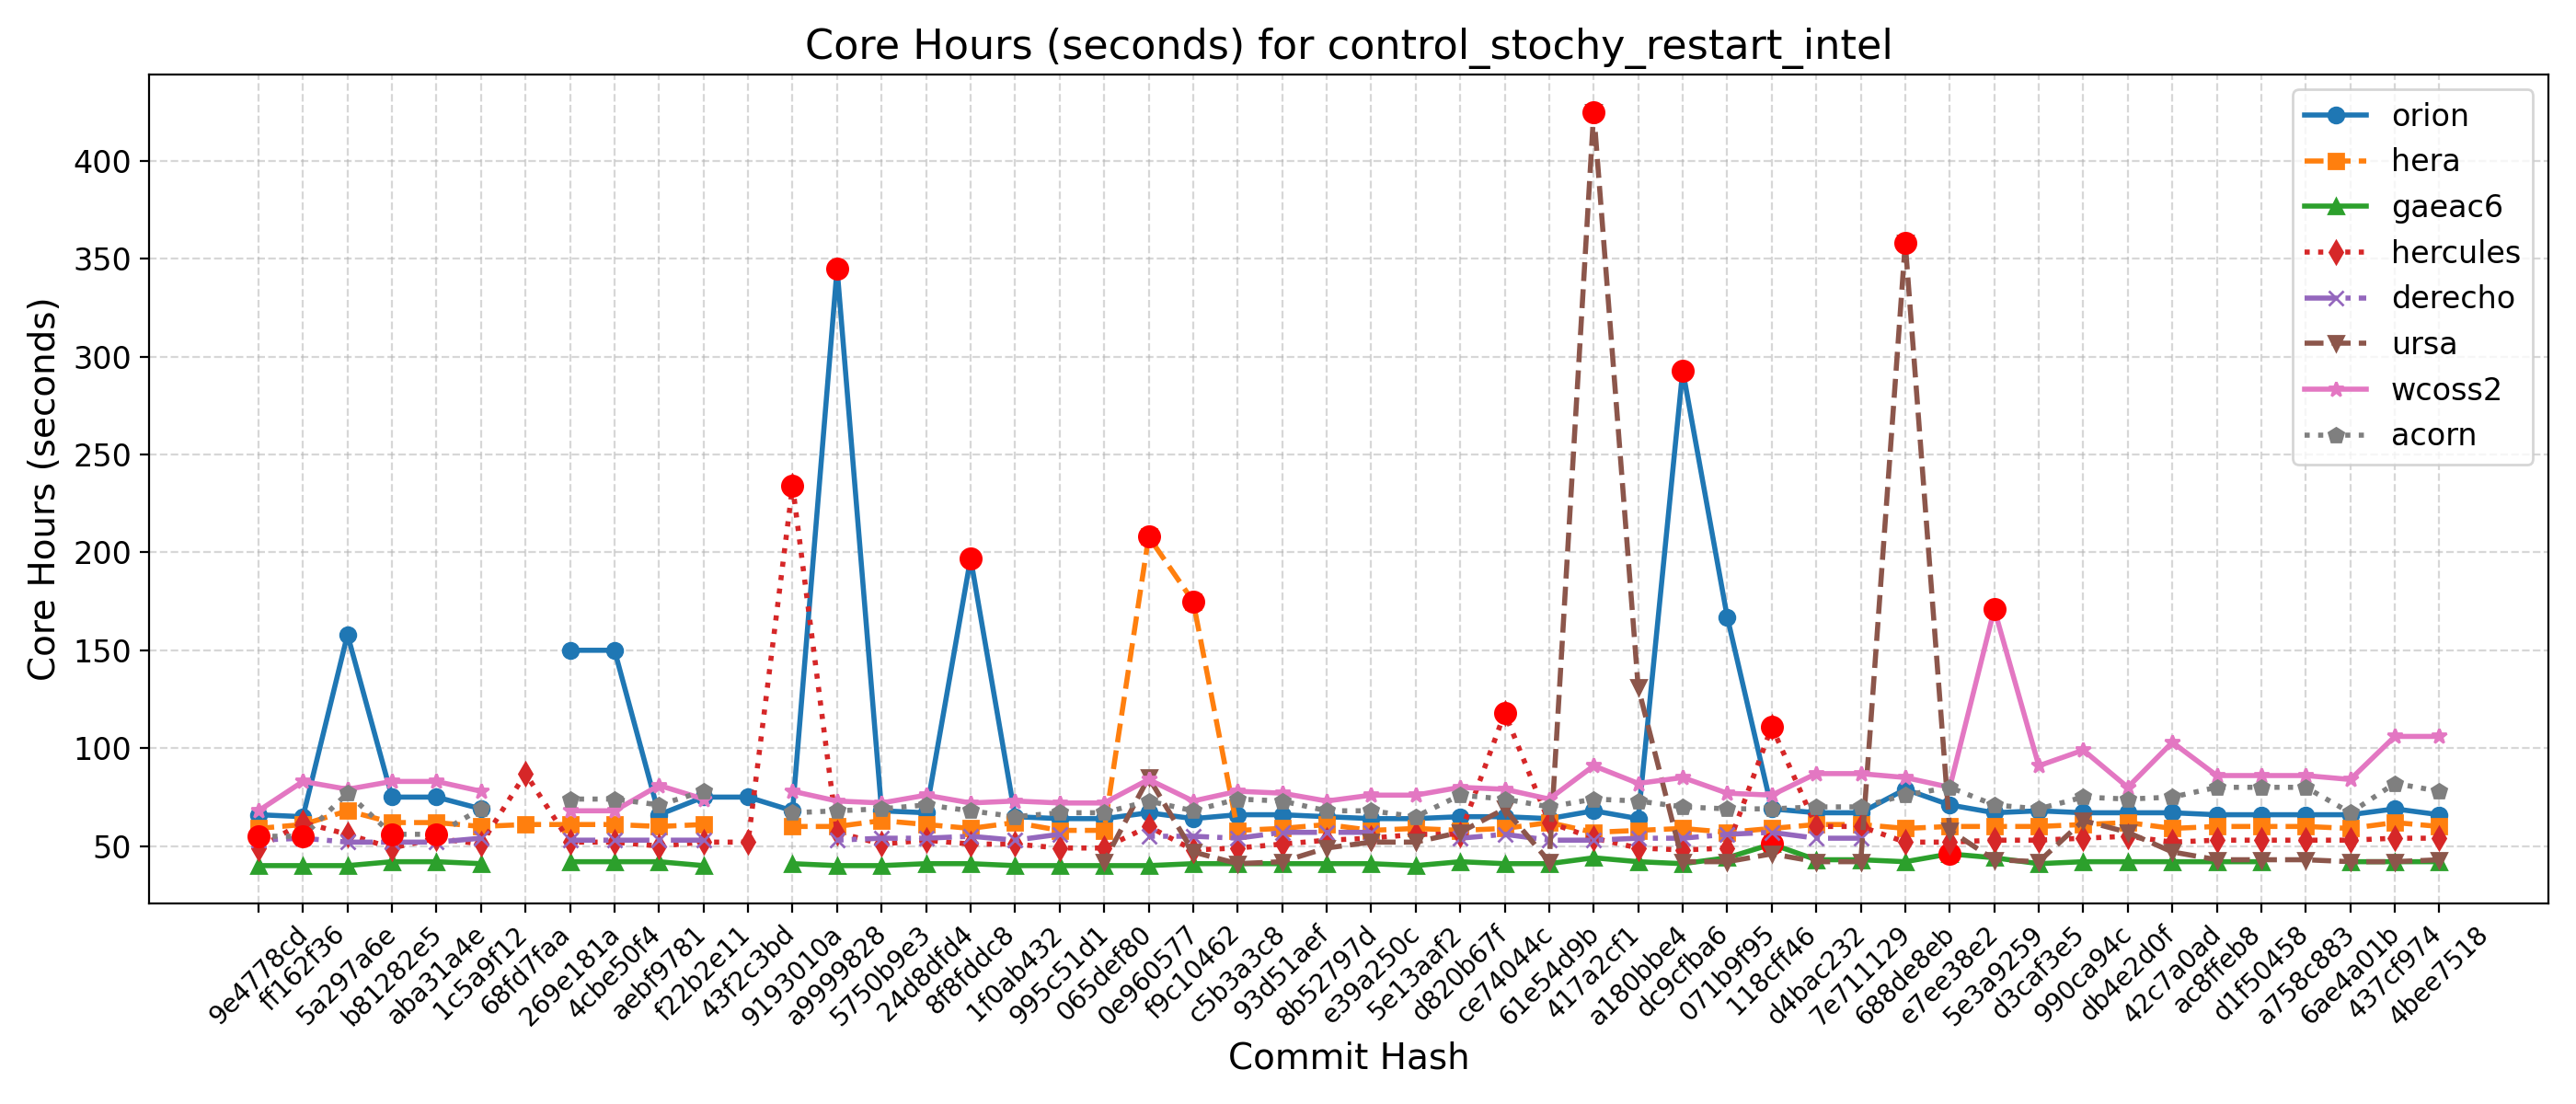 Core Hours (seconds) for control_stochy_restart_intel
Core Hours (seconds)
400
350
300
250
200
150
100
50
orion
hera
gaeac6
hercules
derecho
ursa
wcoss2
acorn
9e4778cd
ff162f36
5a297a6e
b81282e5
aba31a4e
1c5a9f12
68fd7faa
269e181a
4cbe50f4
aebf9781
f22b2e11
43f2c3bd
9193010a
a9999828
5750b9e3
24d8dfd4
8f8fddc8
1f0ab432
995c51d1
065def80
0e960577
f9c10462
c5b3a3c8
93d51aef
8b52797d
e39a250c
5e13aaf2
d820b67f
ce74044c
61e54d9b
417a2cf1
a180bbe4
dc9cfba6
071b9f95
118cff46
d4bac232
7e711129
688de8eb
e7ee38e2
5e3a9259
d3caf3e5
990ca94c
db4e2d0f
42c7a0ad
ac8ffeb8
d1f50458
a758c883
6ae4a01b
437cf974
4bee7518
Commit Hash